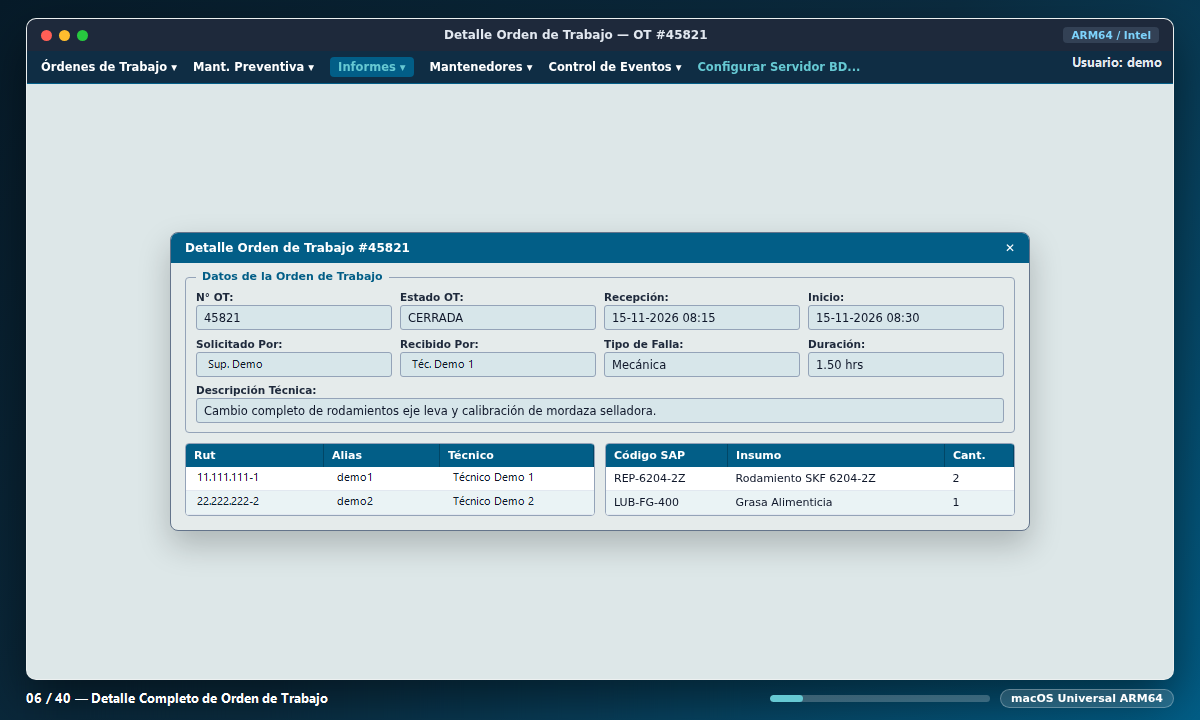 Detalle Orden de Trabajo — OT #45821
ARM64 / Intel
Órdenes de Trabajo ▾ Mant. Preventiva ▾ Informes ▾ Mantenedores ▾ Control de Eventos ▾ Configurar Servidor BD... Usuario: demo
Detalle Orden de Trabajo #45821 ✕
Datos de la Orden de Trabajo
N° OT: Estado OT: Recepción: Inicio:
45821 CERRADA 15-11-2026 08:15 15-11-2026 08:30
Solicitado Por: Recibido Por: Tipo de Falla: Duración:
Sup. Demo Téc. Demo 1 Mecánica 1.50 hrs
Descripción Técnica:
Cambio completo de rodamientos eje leva y calibración de mordaza selladora.
Rut Alias Técnico
11.111.111-1 demo1 Técnico Demo 1
22.222.222-2 demo2 Técnico Demo 2
Código SAP Insumo Cant.
REP-6204-2Z Rodamiento SKF 6204-2Z 2
LUB-FG-400 Grasa Alimenticia 1
06 / 40 — Detalle Completo de Orden de Trabajo
macOS Universal ARM64